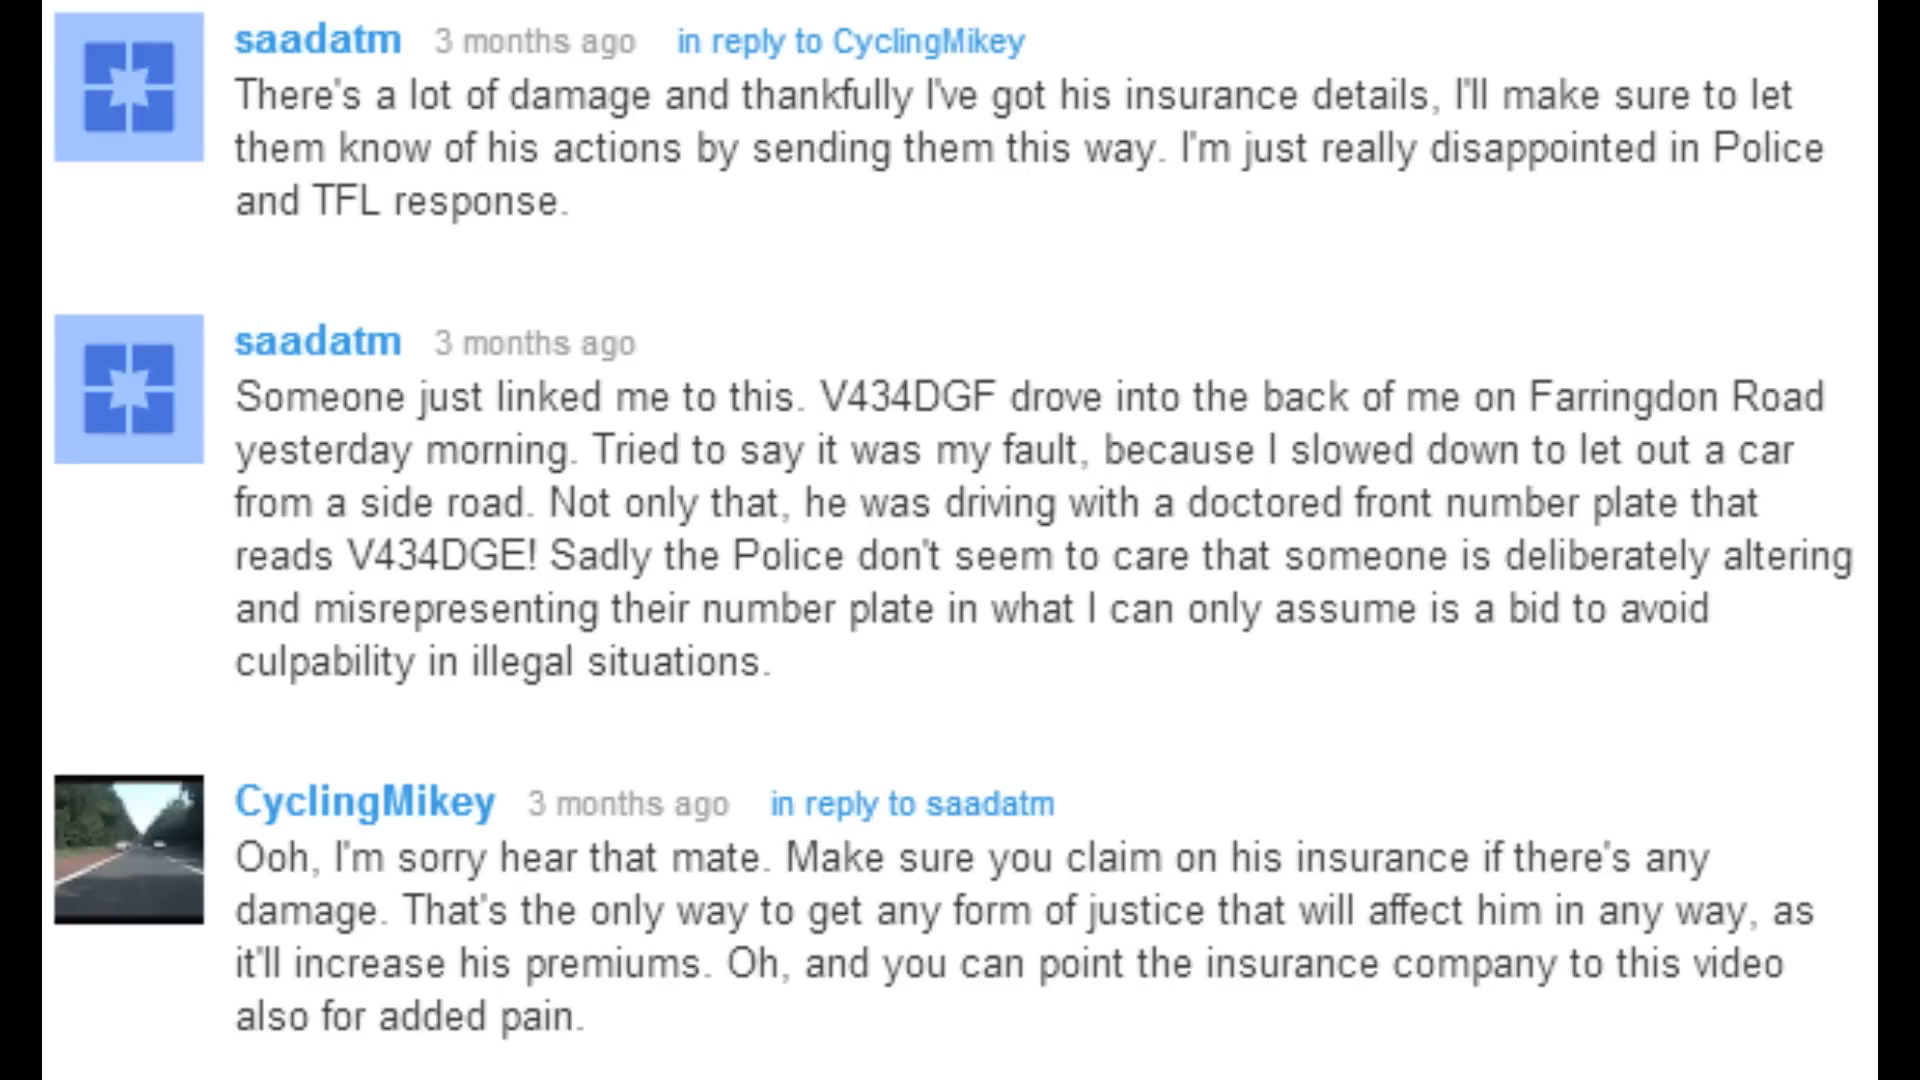 saadatm 3 months ago in reply to CyclingMikey
There's a lot of damage and thankfully I've got his insurance details, I'll make sure to let
them know of his actions by sending them this way. I'm just really disappointed in Police
and TFL response.
saadatm 3 months ago
Someone just linked me to this. V434DGF drove into the back of me on Farringdon Road
yesterday morning. Tried to say it was my fault, because I slowed down to let out a car
from a side road. Not only that, he was driving with a doctored front number plate that
reads V434DGE! Sadly the Police don't seem to care that someone is deliberately altering
and misrepresenting their number plate in what I can only assume is a bid to avoid
culpability in illegal situations.
CyclingMikey 3 months ago in reply to saadatm
Ooh, I'm sorry hear that mate. Make sure you claim on his insurance if there's any
damage. That's the only way to get any form of justice that will affect him in any way, as
it'll increase his premiums. Oh, and you can point the insurance company to this video
also for added pain.